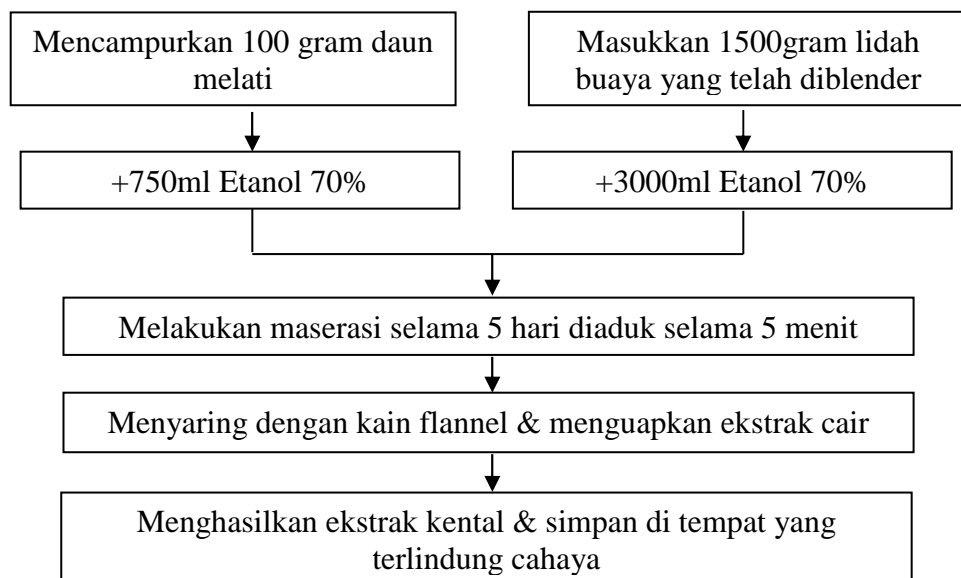 Mencampurkan 100 gram daun
melati
Masukkan 1500gram lidah
buaya yang telah diblender
+750ml Etanol 70%
+3000ml Etanol 70%
Melakukan maserasi selama 5 hari diaduk selama 5 menit
Menyaring dengan kain flannel & menguapkan ekstrak cair
Menghasilkan ekstrak kental & simpan di tempat yang
terlindung cahaya